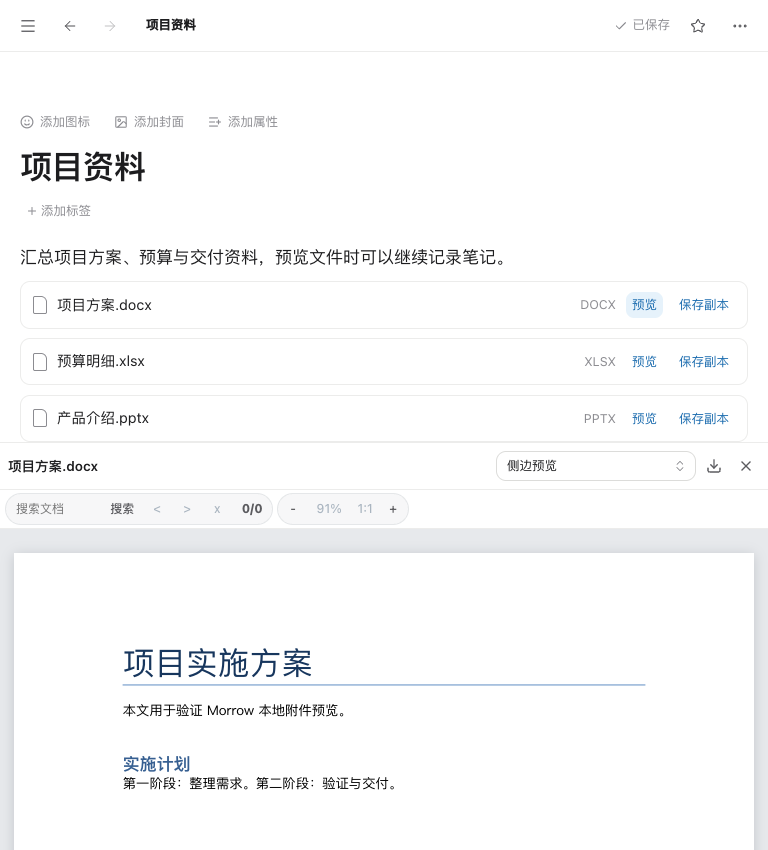 项目资料
已保存
添加图标 添加封面 添加属性
项目资料
+ 添加标签
汇总项目方案、预算与交付资料，预览文件时可以继续记录笔记。
项目方案.docx DOCX 预览 保存副本
预算明细.xlsx XLSX 预览 保存副本
产品介绍.pptx PPTX 预览 保存副本
项目方案.docx 侧边预览
搜索文档 搜索 < > x 0/0 - 91% 1:1 +
项目实施方案
本文用于验证 Morrow 本地附件预览。
实施计划
第一阶段：整理需求。第二阶段：验证与交付。